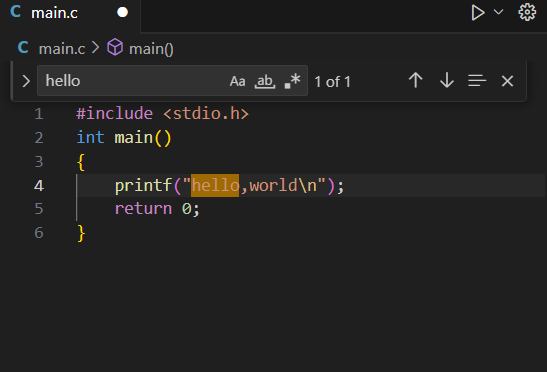 C main.c
C main.c > main()
hello Aa ab .* 1 of 1
1 #include <stdio.h>
2 int main()
3 {
4     printf("hello,world\n");
5     return 0;
6 }